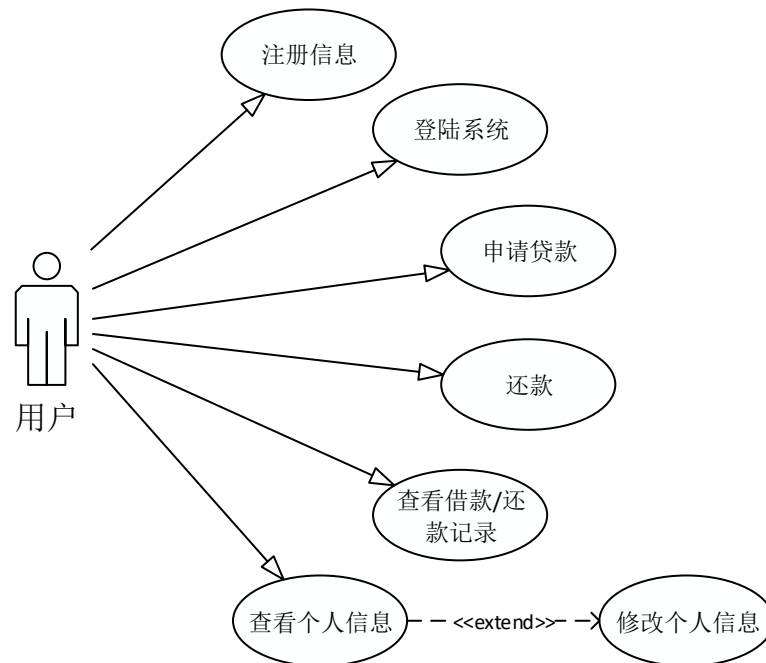 注册信息
登陆系统
申请贷款
用户
还款
查看借款/还
款记录
查看个人信息
<<extend>>
修改个人信息